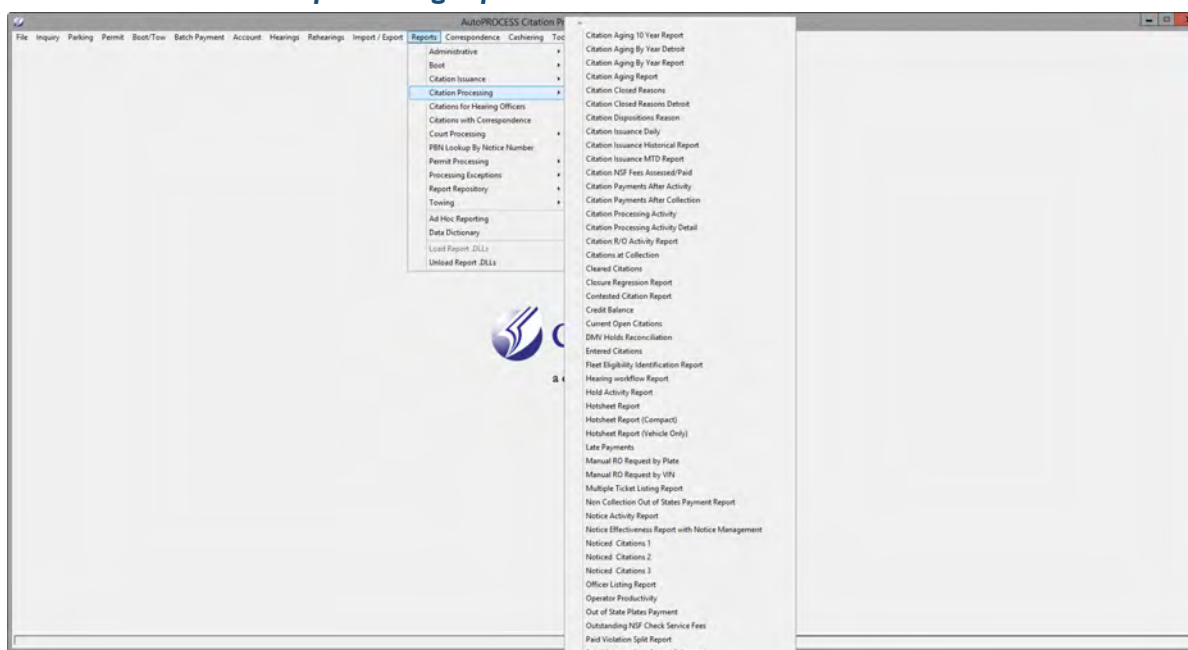 AutoPROCESS Citation Pr
File Inquiry Parking Permit Boot/Tow Batch Payment Account Hearings Rehearings Import / Export Reports Correspondence Cashiering Too
Administrative
Boot
Citation Issuance
Citation Processing
Citations for Hearing Officers
Citations with Correspondence
Court Processing
PBN Lookup By Notice Number
Permit Processing
Processing Exceptions
Report Repository
Towing
Ad Hoc Reporting
Data Dictionary
Load Report .DLLs
Unload Report .DLLs
Citation Aging 10 Year Report
Citation Aging By Year Detroit
Citation Aging By Year Report
Citation Aging Report
Citation Closed Reasons
Citation Closed Reasons Detroit
Citation Dispositions Reason
Citation Issuance Daily
Citation Issuance Historical Report
Citation Issuance MTD Report
Citation NSF Fees Assessed/Paid
Citation Payments After Activity
Citation Payments After Collection
Citation Processing Activity
Citation Processing Activity Detail
Citation R/O Activity Report
Citations at Collection
Cleared Citations
Closure Regression Report
Contested Citation Report
Credit Balance
Current Open Citations
DMV Holds Reconciliation
Entered Citations
Fleet Eligibility Identification Report
Hearing workflow Report
Hold Activity Report
Hotsheet Report
Hotsheet Report (Compact)
Hotsheet Report (Vehicle Only)
Late Payments
Manual RO Request by Plate
Manual RO Request by VIN
Multiple Ticket Listing Report
Non Collection Out of States Payment Report
Notice Activity Report
Notice Effectiveness Report with Notice Management
Noticed Citations 1
Noticed Citations 2
Noticed Citations 3
Officer Listing Report
Operator Productivity
Out of State Plates Payment
Outstanding NSF Check Service Fees
Paid Violation Split Report